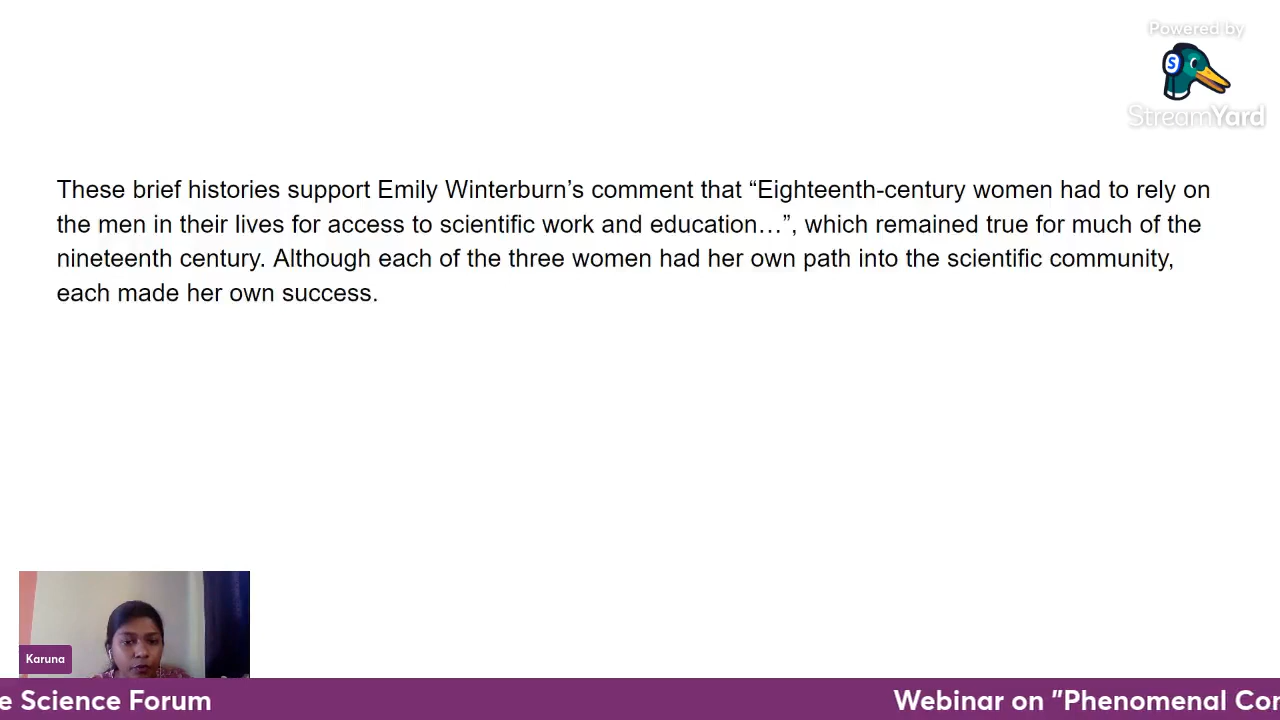 Powered by
S
StreamYard
These brief histories support Emily Winterburn’s comment that “Eighteenth-century women had to rely on
the men in their lives for access to scientific work and education…”, which remained true for much of the
nineteenth century. Although each of the three women had her own path into the scientific community,
each made her own success.
Karuna
e Science Forum
Webinar on "Phenomenal Con